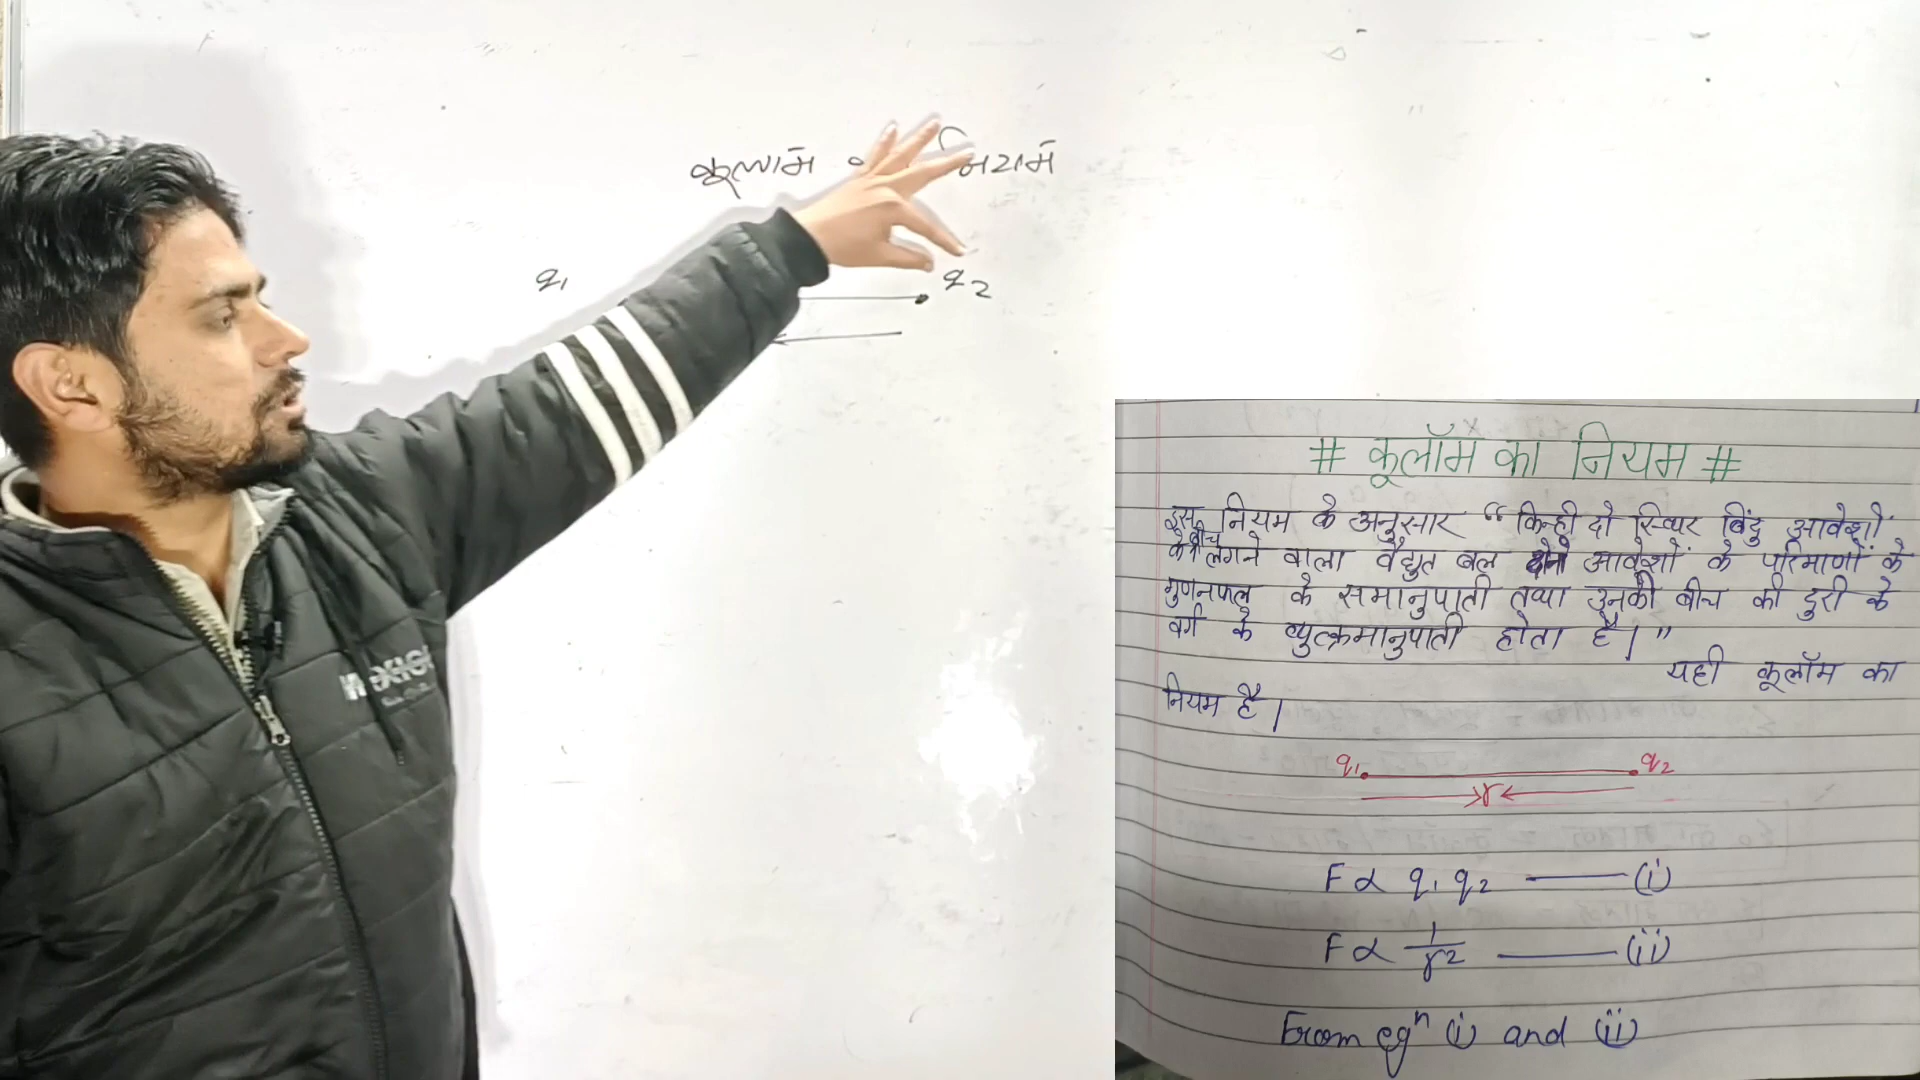 कूलाम नियम
q₁
q₂
# कूलॉम का नियम #
इस नियम के अनुसार “किन्ही दो स्थिर बिंदु आवेशों
के बीच लगने वाला वैद्युत बल दोनो आवेशों के परिमाणों के
गुणनफल के समानुपाती तथा उनकी बीच की दुरी के
वर्ग के व्युत्क्रमानुपाती होता है।”
यही कूलॉम का
नियम है।
q₁ q₂
r
F ∝ q₁ q₂ —— (i)
F ∝ 1/r² —— (ii)
From eqⁿ (i) and (ii)